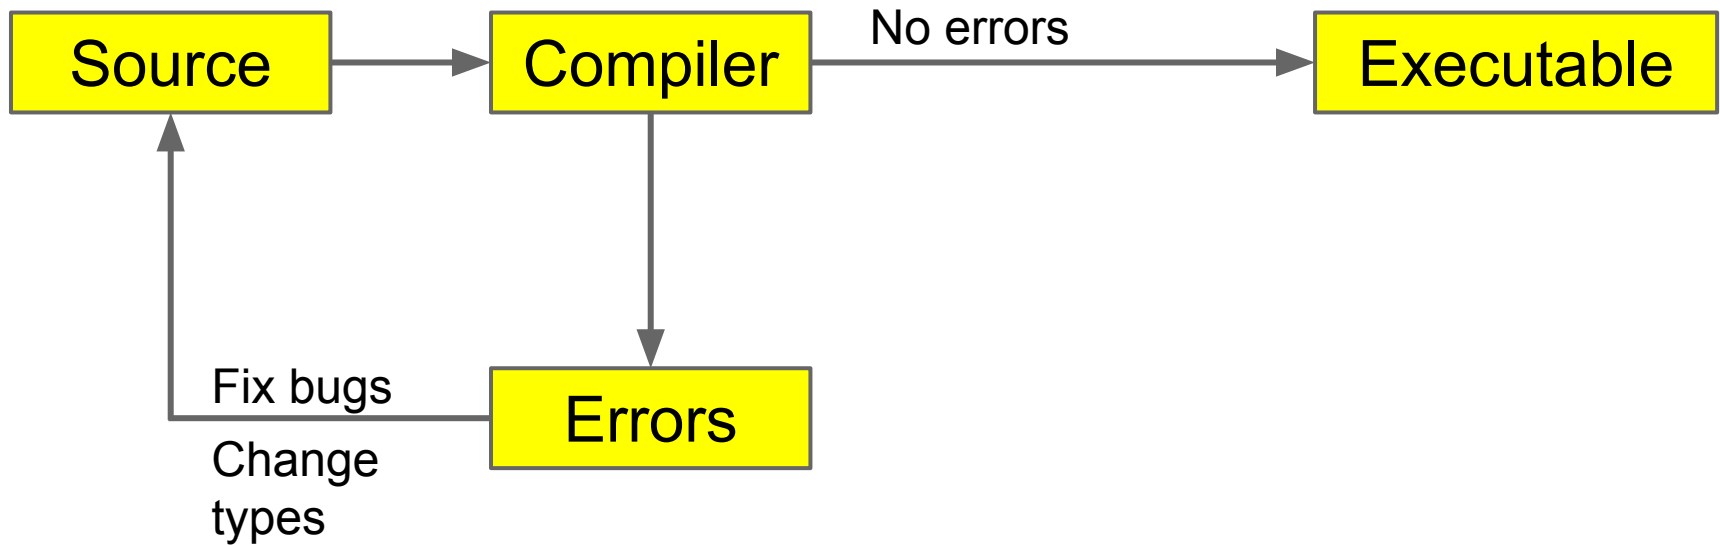 Source
Compiler
No errors
Executable
Fix bugs
Errors
Change
types